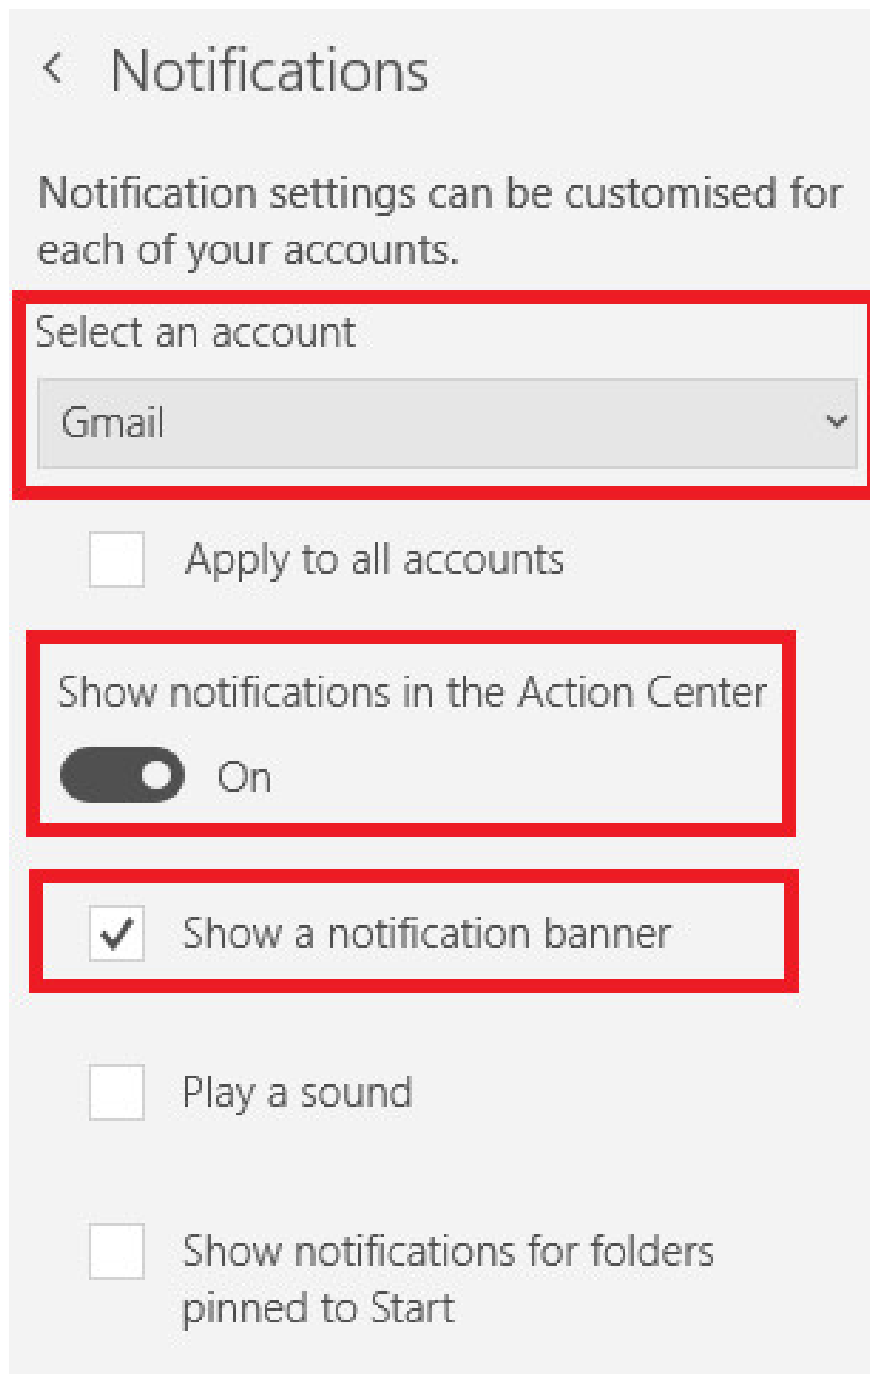 Notifications
Notification settings can be customised for
each of your accounts.
Select an account
Gmail
Apply to all accounts
Show notifications in the Action Center
On
Show a notification banner
Play a sound
Show notifications for folders
pinned to Start